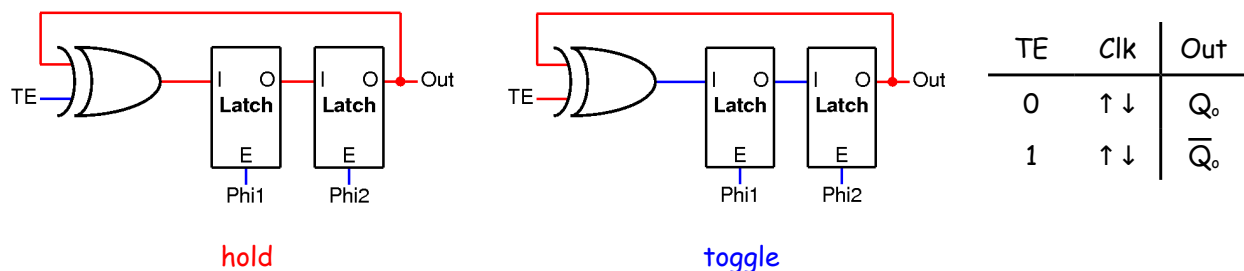 TE I O Latch E Phi1 I O Latch E Phi2 Out
hold
TE I O Latch E Phi1 I O Latch E Phi2 Out
toggle
TE Clk Out
0 ↑↓ Q₀
1 ↑↓ Q̅₀